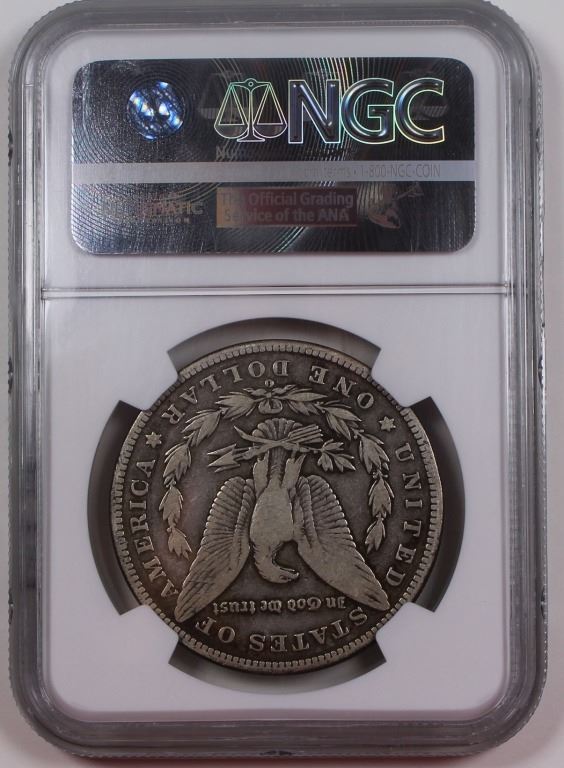 NGC
terms • 1-800-NGC-COIN
The Official Grading
Service of the ANA
UNITED STATES OF AMERICA
In God we trust
ONE DOLLAR
O